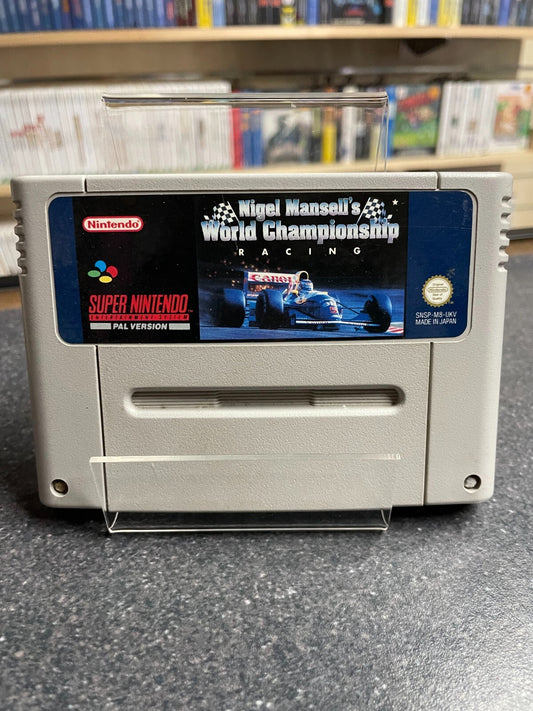 Nintendo
SUPER NINTENDO
ENTERTAINMENT SYSTEM
PAL VERSION
Nigel Mansell's
World Championship
RACING
Canon
SNSP-M8-UKV
MADE IN JAPAN